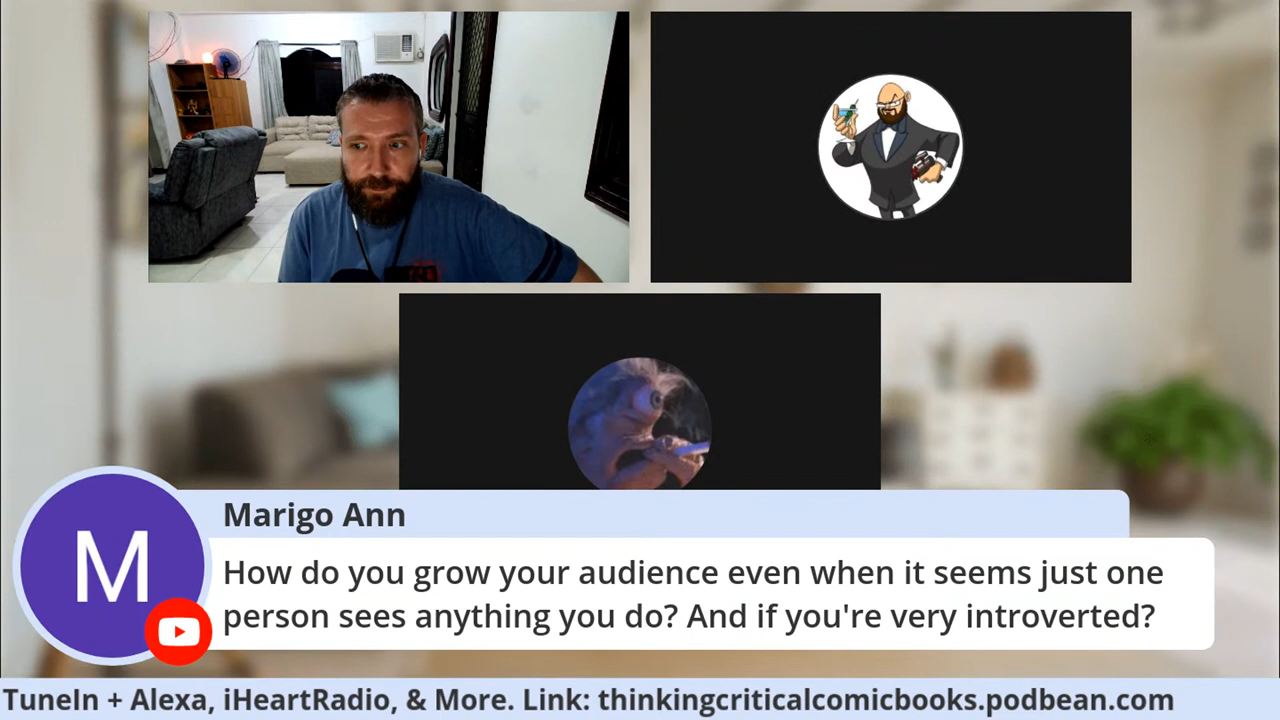 M
Marigo Ann
How do you grow your audience even when it seems just one
person sees anything you do? And if you're very introverted?
TuneIn + Alexa, iHeartRadio, & More. Link: thinkingcriticalcomicbooks.podbean.com